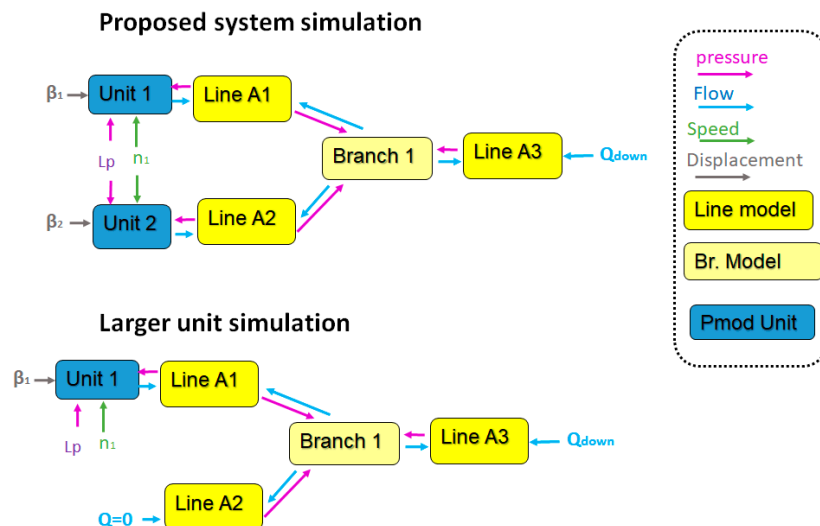 Proposed system simulation
β₁
Unit 1
Line A1
Lp
n₁
Branch 1
Line A3
Qdown
β₂
Unit 2
Line A2
Larger unit simulation
β₁
Unit 1
Line A1
Lp
n₁
Branch 1
Line A3
Qdown
Q=0
Line A2
pressure
Flow
Speed
Displacement
Line model
Br. Model
Pmod Unit